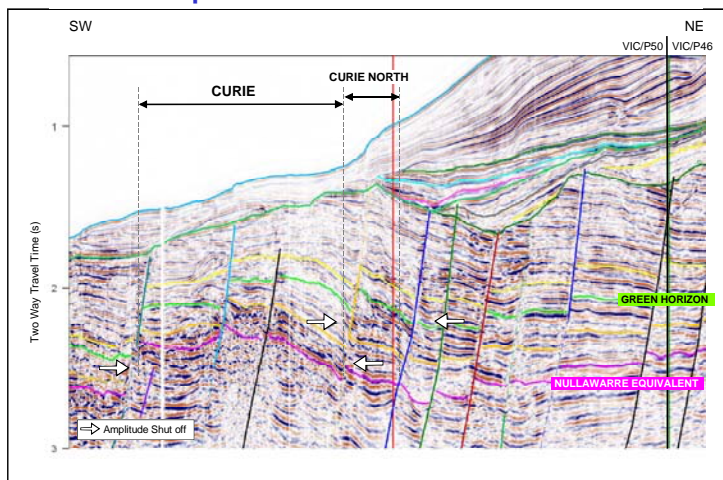 SW
NE
VIC/P50
VIC/P46
CURIE
CURIE NORTH
1
2
3
Two Way Travel Time (s)
GREEN HORIZON
NULLAWARRE EQUIVALENT
Amplitude Shut off